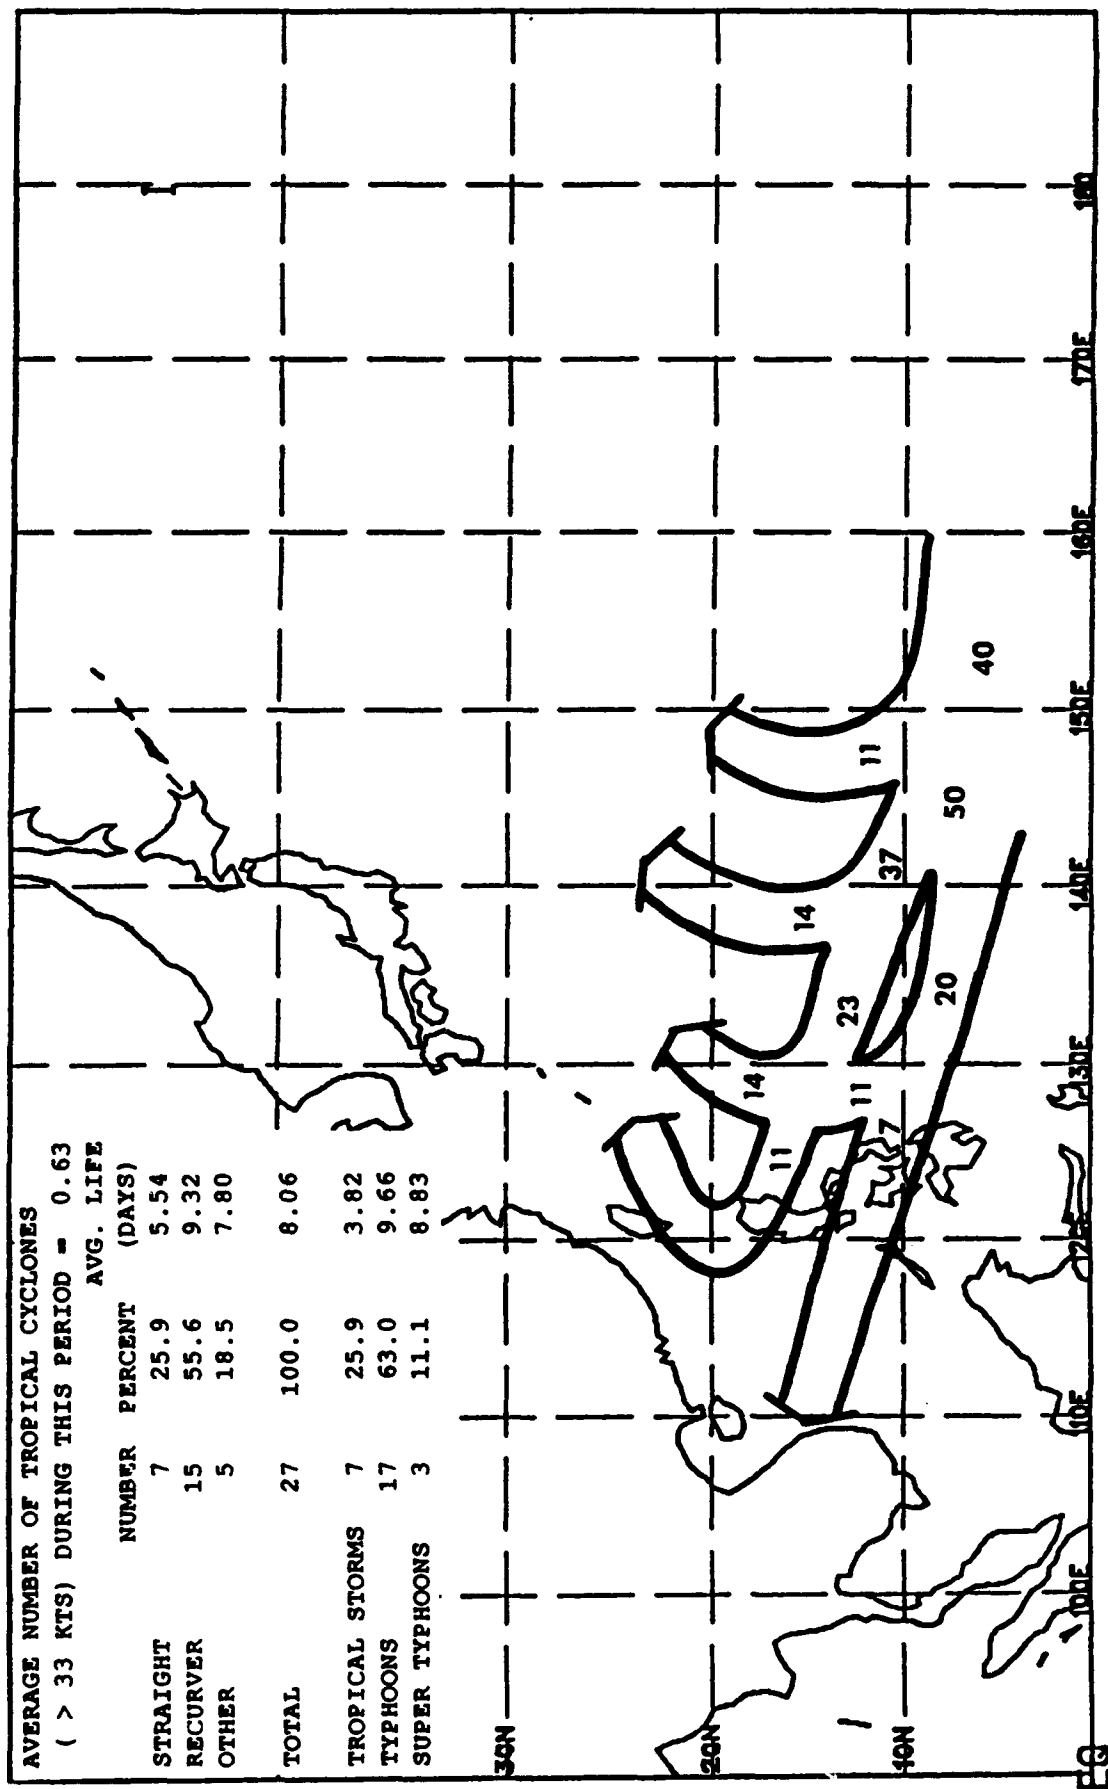 AVERAGE NUMBER OF TROPICAL CYCLONES
( > 33 KTS) DURING THIS PERIOD = 0.63
AVG. LIFE
NUMBER PERCENT (DAYS)
STRAIGHT 7 25.9 5.54
RECURVER 15 55.6 9.32
OTHER 5 18.5 7.80
TOTAL 27 100.0 8.06
TROPICAL STORMS 7 25.9 3.82
TYPHOONS 17 63.0 9.66
SUPER TYPHOONS 3 11.1 8.83
30N
20N
11 14 14 11
11 23 37
10N
7 20 50 40
100E 110E 120E 130E 140E 150E 160E 170E 180